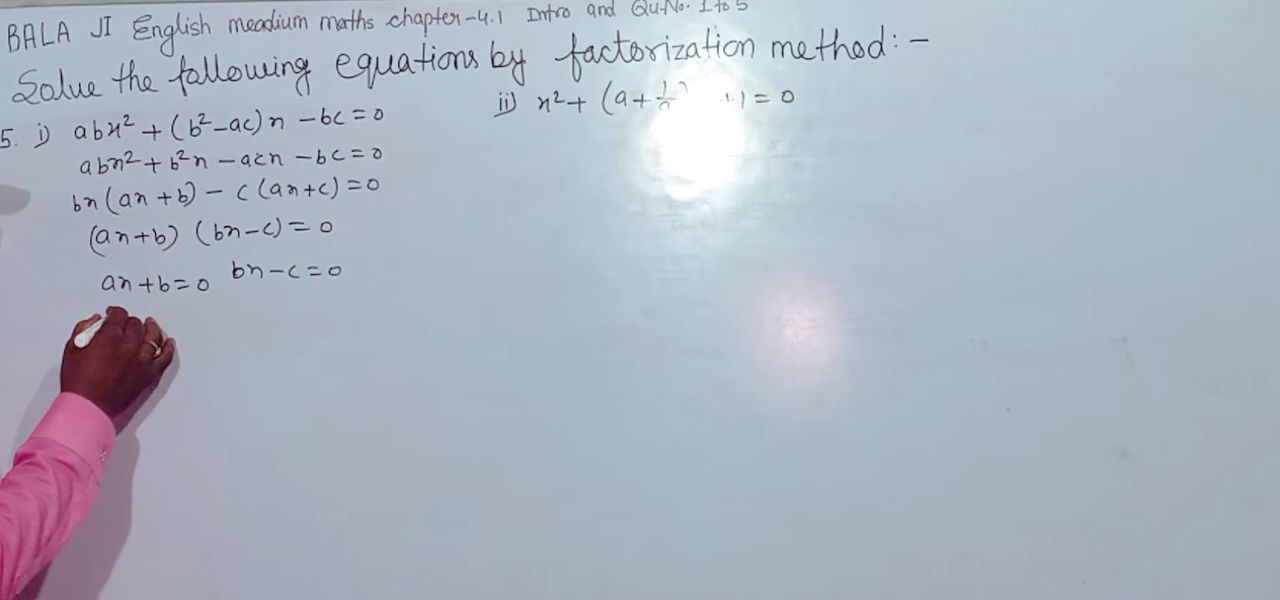 BALA JI English meadium maths chapter-4.1 Intro and Qu.No. 1 to 5
Solve the following equations by factorization method:-
5. i) abx² + (b²-ac)x - bc = 0
abx² + b²x - acx - bc = 0
bx(ax + b) - c(ax+c) = 0
(ax+b) (bx-c) = 0
ax+b=0 bx-c=0
ii) x² + (a+ = 0